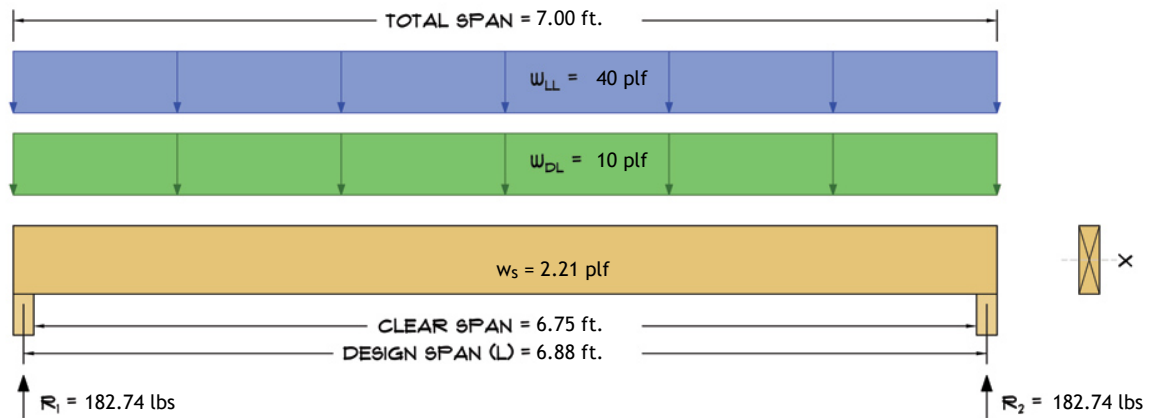 TOTAL SPAN = 7.00 ft.
WLL = 40 plf
WDL = 10 plf
ws = 2.21 plf
X
CLEAR SPAN = 6.75 ft.
DESIGN SPAN (L) = 6.88 ft.
R1 = 182.74 lbs
R2 = 182.74 lbs